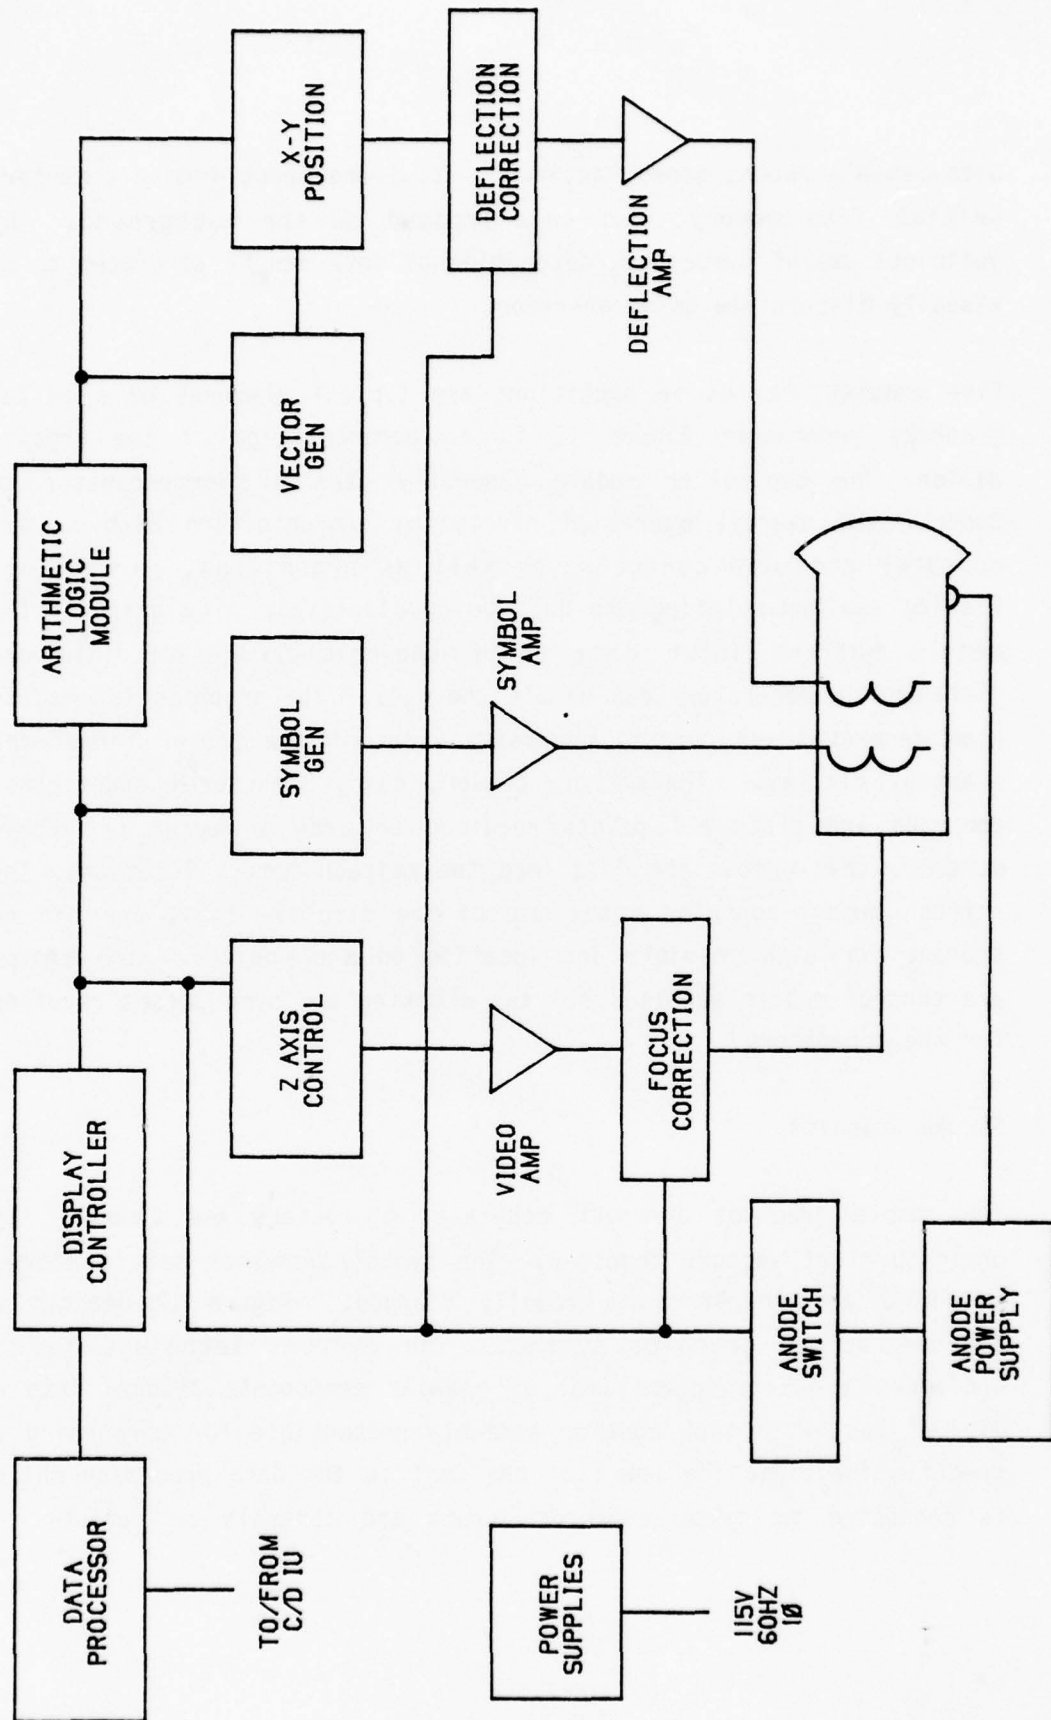 DATA
PROCESSOR
DISPLAY
CONTROLLER
ARITHMETIC
LOGIC
MODULE
TO/FROM
C/D IU
Z AXIS
CONTROL
SYMBOL
GEN
VECTOR
GEN
X-Y
POSITION
POWER
SUPPLIES
115V
60HZ
1Ø
VIDEO
AMP
SYMBOL
AMP
DEFLECTION
CORRECTION
FOCUS
CORRECTION
DEFLECTION
AMP
ANODE
SWITCH
ANODE
POWER
SUPPLY